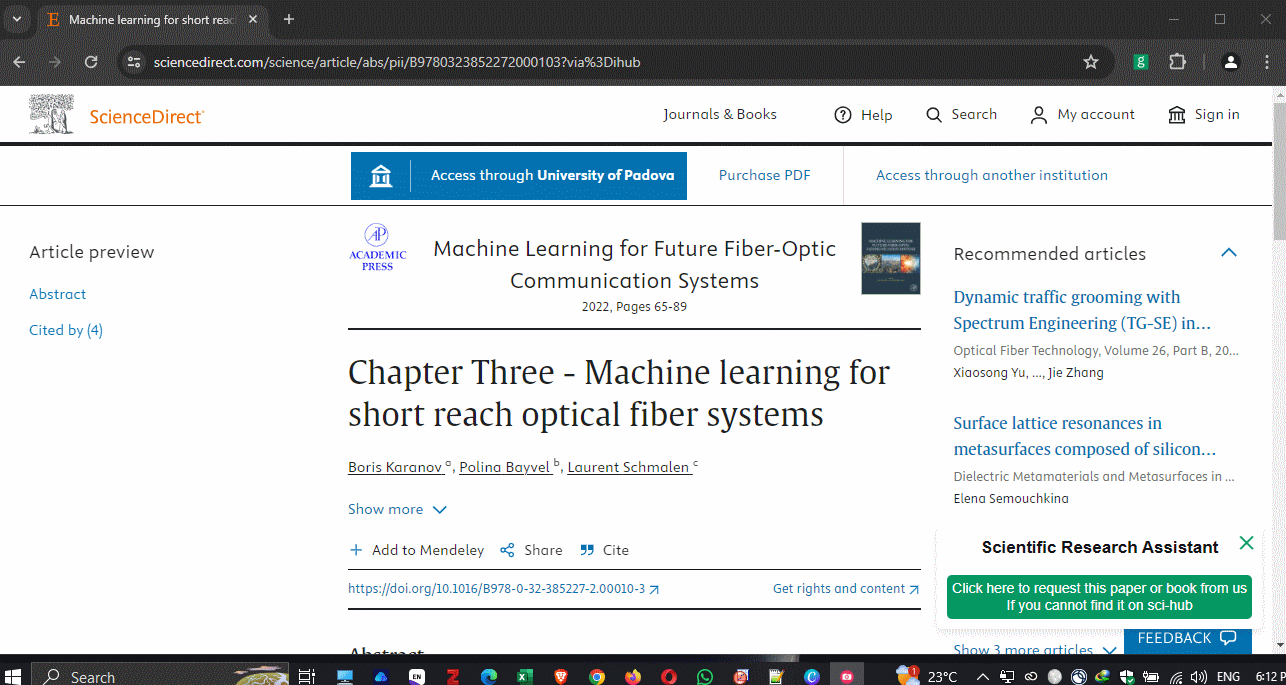 Machine learning for short reac
sciencedirect.com/science/article/abs/pii/B9780323852272000103?via%3Dihub
ScienceDirect
Journals & Books
Help
Search
My account
Sign in
Access through University of Padova
Purchase PDF
Access through another institution
Article preview
Abstract
Cited by (4)
AP
ACADEMIC
PRESS
Machine Learning for Future Fiber-Optic
Communication Systems
2022, Pages 65-89
Chapter Three - Machine learning for
short reach optical fiber systems
Boris Karanov a, Polina Bayvel b, Laurent Schmalen c
Show more
Add to Mendeley
Share
Cite
https://doi.org/10.1016/B978-0-32-385227-2.00010-3
Get rights and content
Abstract
Recommended articles
Dynamic traffic grooming with
Spectrum Engineering (TG-SE) in...
Optical Fiber Technology, Volume 26, Part B, 20...
Xiaosong Yu, ..., Jie Zhang
Surface lattice resonances in
metasurfaces composed of silicon...
Dielectric Metamaterials and Metasurfaces in ...
Elena Semouchkina
Scientific Research Assistant
Click here to request this paper or book from us
If you cannot find it on sci-hub
Show 3 more articles
FEEDBACK
Search
23°C
ENG
6:12